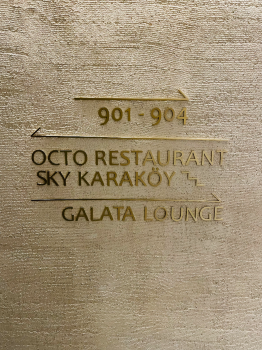 901 - 904
OCTO RESTAURANT
SKY KARAKÖY
GALATA LOUNGE